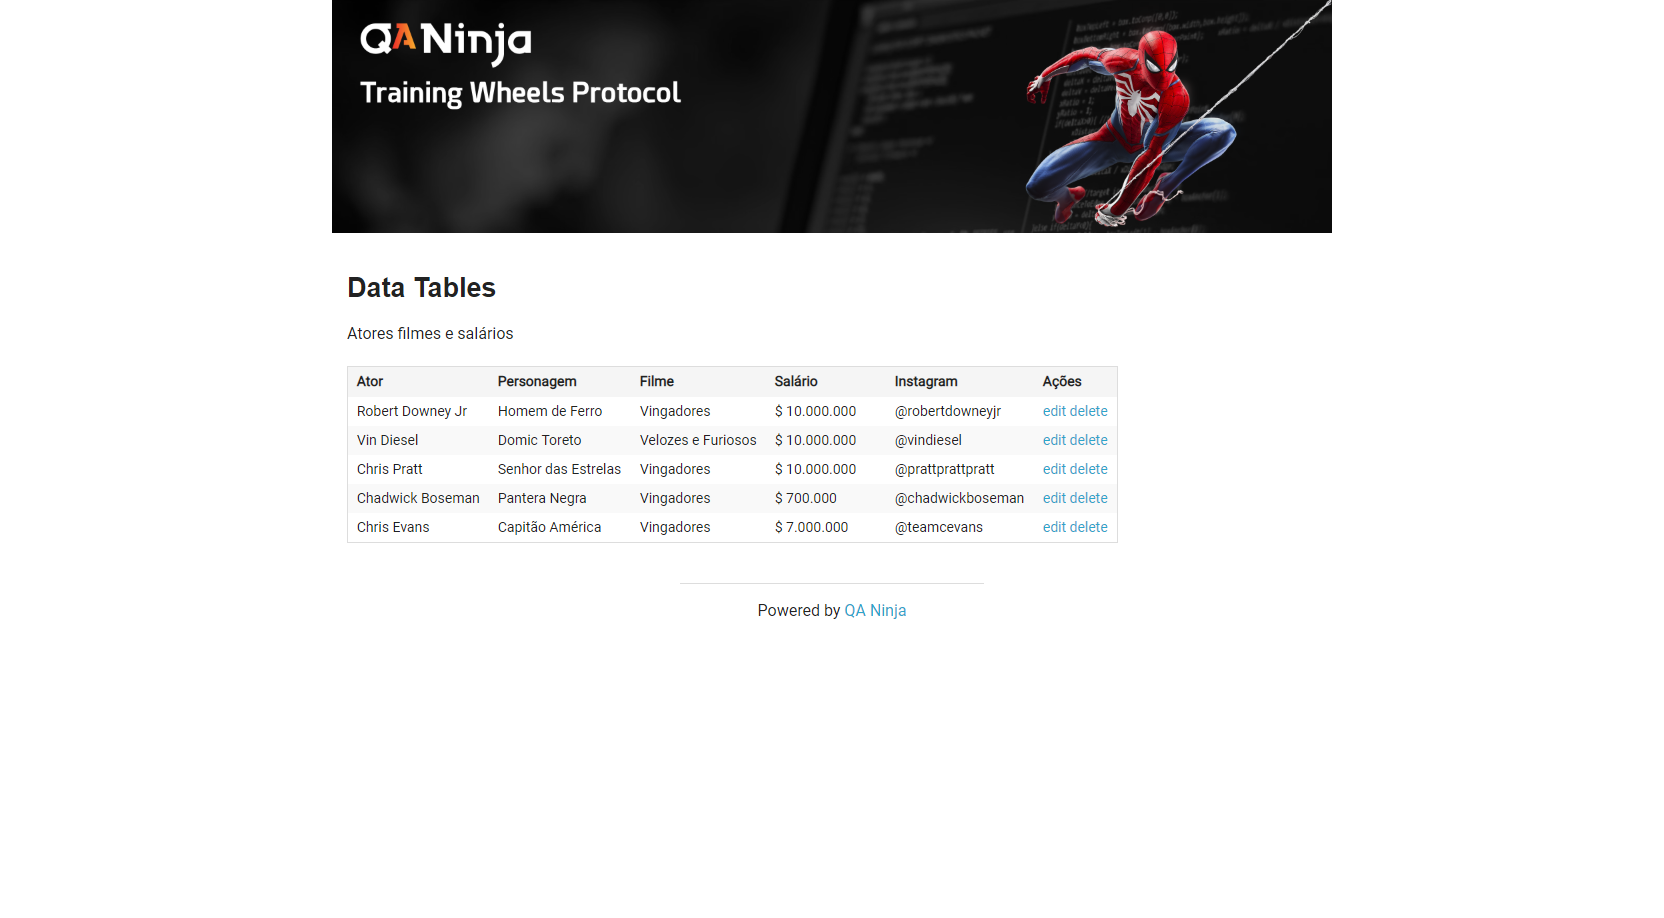 QANinja
Training Wheels Protocol
Data Tables
Atores filmes e salários
Ator Personagem Filme Salário Instagram Ações
Robert Downey Jr Homem de Ferro Vingadores $ 10.000.000 @robertdowneyjr edit delete
Vin Diesel Domic Toreto Velozes e Furiosos $ 10.000.000 @vindiesel edit delete
Chris Pratt Senhor das Estrelas Vingadores $ 10.000.000 @prattprattpratt edit delete
Chadwick Boseman Pantera Negra Vingadores $ 700.000 @chadwickboseman edit delete
Chris Evans Capitão América Vingadores $ 7.000.000 @teamcevans edit delete
Powered by QA Ninja